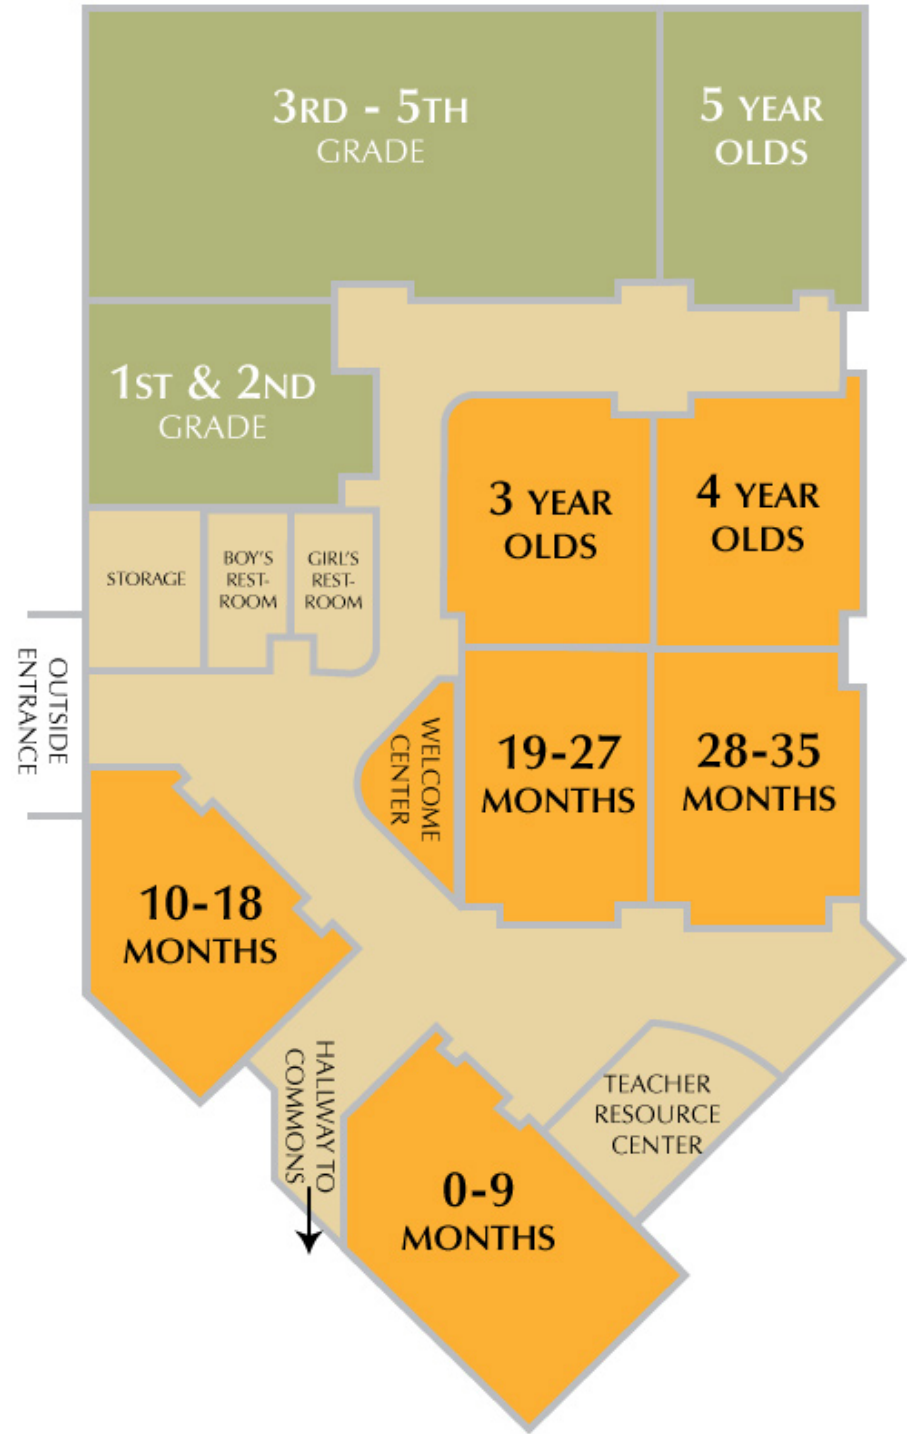 3RD - 5TH
GRADE
5 YEAR
OLDS
1ST & 2ND
GRADE
3 YEAR
OLDS
4 YEAR
OLDS
STORAGE
BOY'S
REST-
ROOM
GIRL'S
REST-
ROOM
OUTSIDE
ENTRANCE
WELCOME
CENTER
19-27
MONTHS
28-35
MONTHS
10-18
MONTHS
HALLWAY TO
COMMONS
TEACHER
RESOURCE
CENTER
0-9
MONTHS